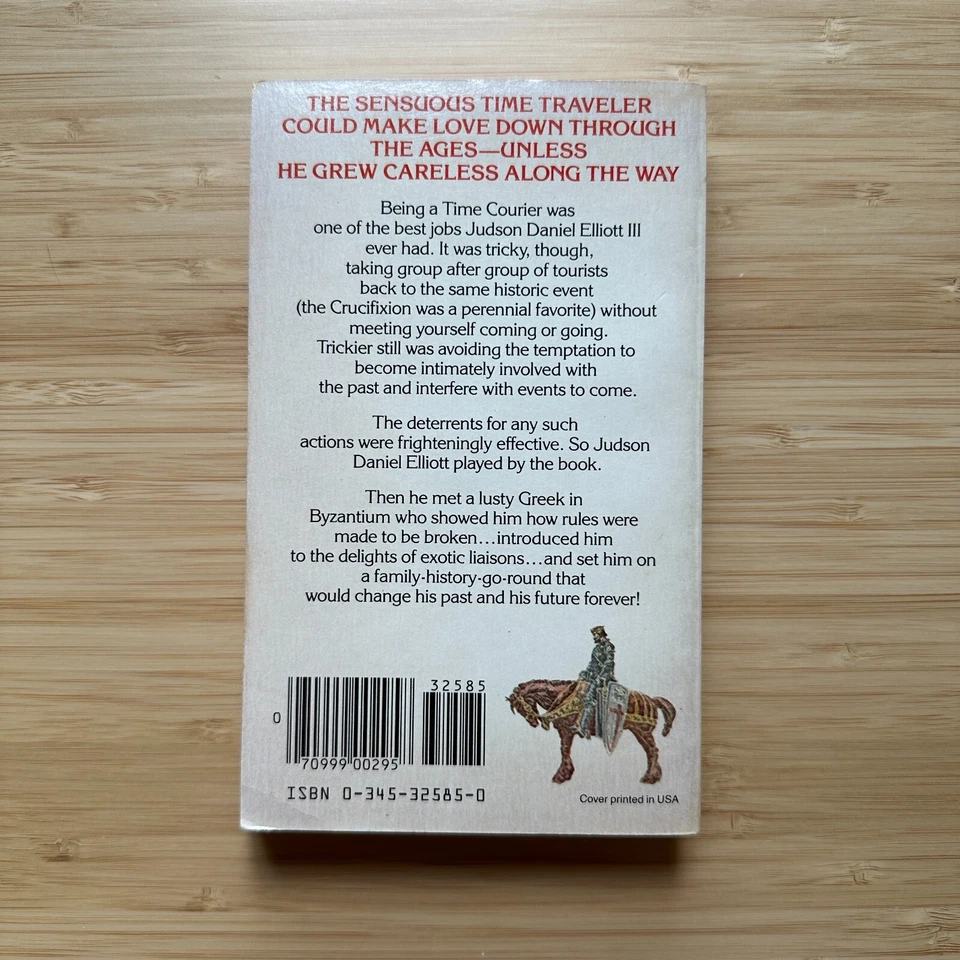 THE SENSUOUS TIME TRAVELER
COULD MAKE LOVE DOWN THROUGH
THE AGES—UNLESS
HE GREW CARELESS ALONG THE WAY
Being a Time Courier was
one of the best jobs Judson Daniel Elliott III
ever had. It was tricky, though,
taking group after group of tourists
back to the same historic event
(the Crucifixion was a perennial favorite) without
meeting yourself coming or going.
Trickier still was avoiding the temptation to
become intimately involved with
the past and interfere with events to come.
The deterrents for any such
actions were frighteningly effective. So Judson
Daniel Elliott played by the book.
Then he met a lusty Greek in
Byzantium who showed him how rules were
made to be broken...introduced him
to the delights of exotic liaisons...and set him on
a family-history-go-round that
would change his past and his future forever!
32585
0
70999 00295
ISBN 0-345-32585-0
Cover printed in USA